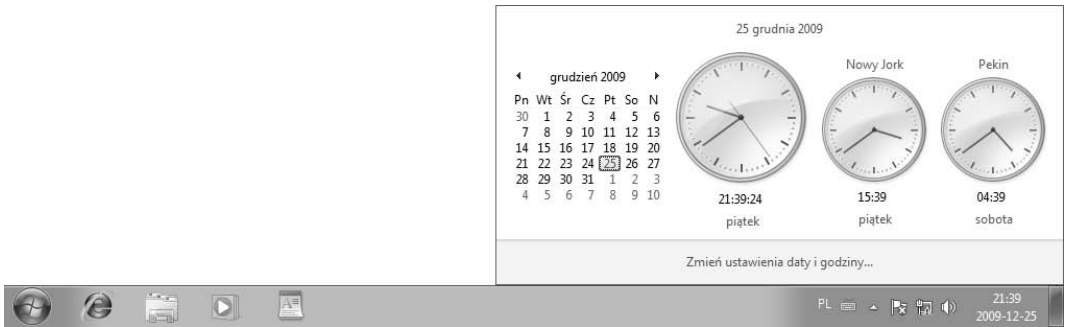 25 grudnia 2009
grudzień 2009
Pn Wt Śr Cz Pt So N
30 1 2 3 4 5 6
7 8 9 10 11 12 13
14 15 16 17 18 19 20
21 22 23 24 25 26 27
28 29 30 31 1 2 3
4 5 6 7 8 9 10
21:39:24
piątek
Nowy Jork
15:39
piątek
Pekin
04:39
sobota
Zmień ustawienia daty i godziny...
PL
21:39
2009-12-25